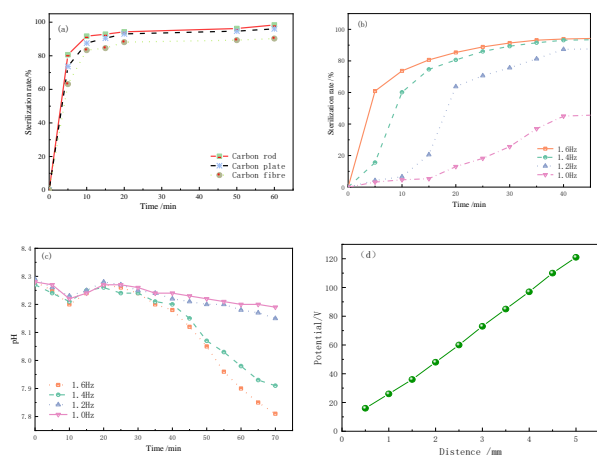 (a)
Sterilization rate/%
100
80
60
40
20
0
Carbon rod
Carbon plate
Carbon fibre
0 10 20 30 40 50 60
Time /min
(b)
Sterilization rate/%
100
80
60
40
20
0
1.6Hz
1.4Hz
1.2Hz
1.0Hz
0 10 20 30 40
Time /min
(c)
pH
8.4
8.3
8.2
8.1
8.0
7.9
7.8
1.6Hz
1.4Hz
1.2Hz
1.0Hz
0 10 20 30 40 50 60 70
Time/min
(d)
Potential/V
120
100
80
60
40
20
0
0 1 2 3 4 5
Distence /mm